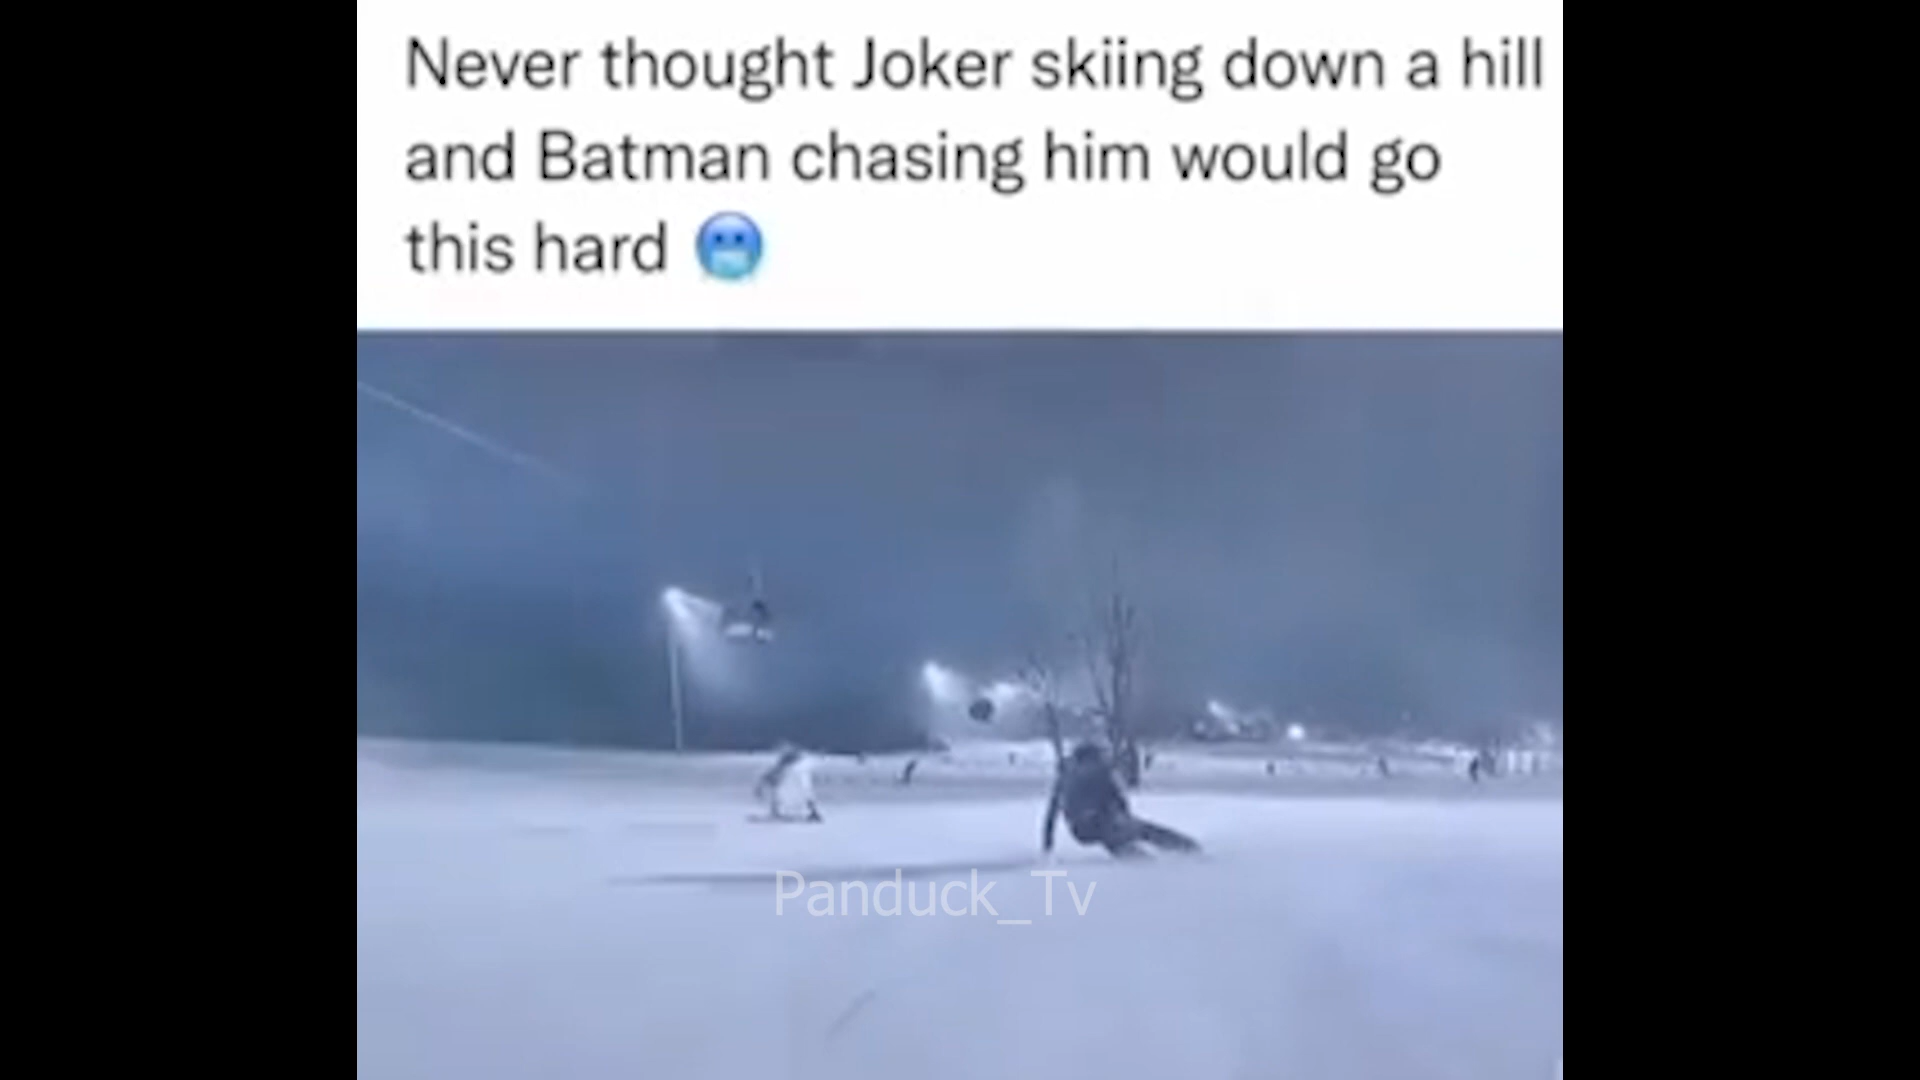 Never thought Joker skiing down a hill
and Batman chasing him would go
this hard 🥶
Panduck_Tv